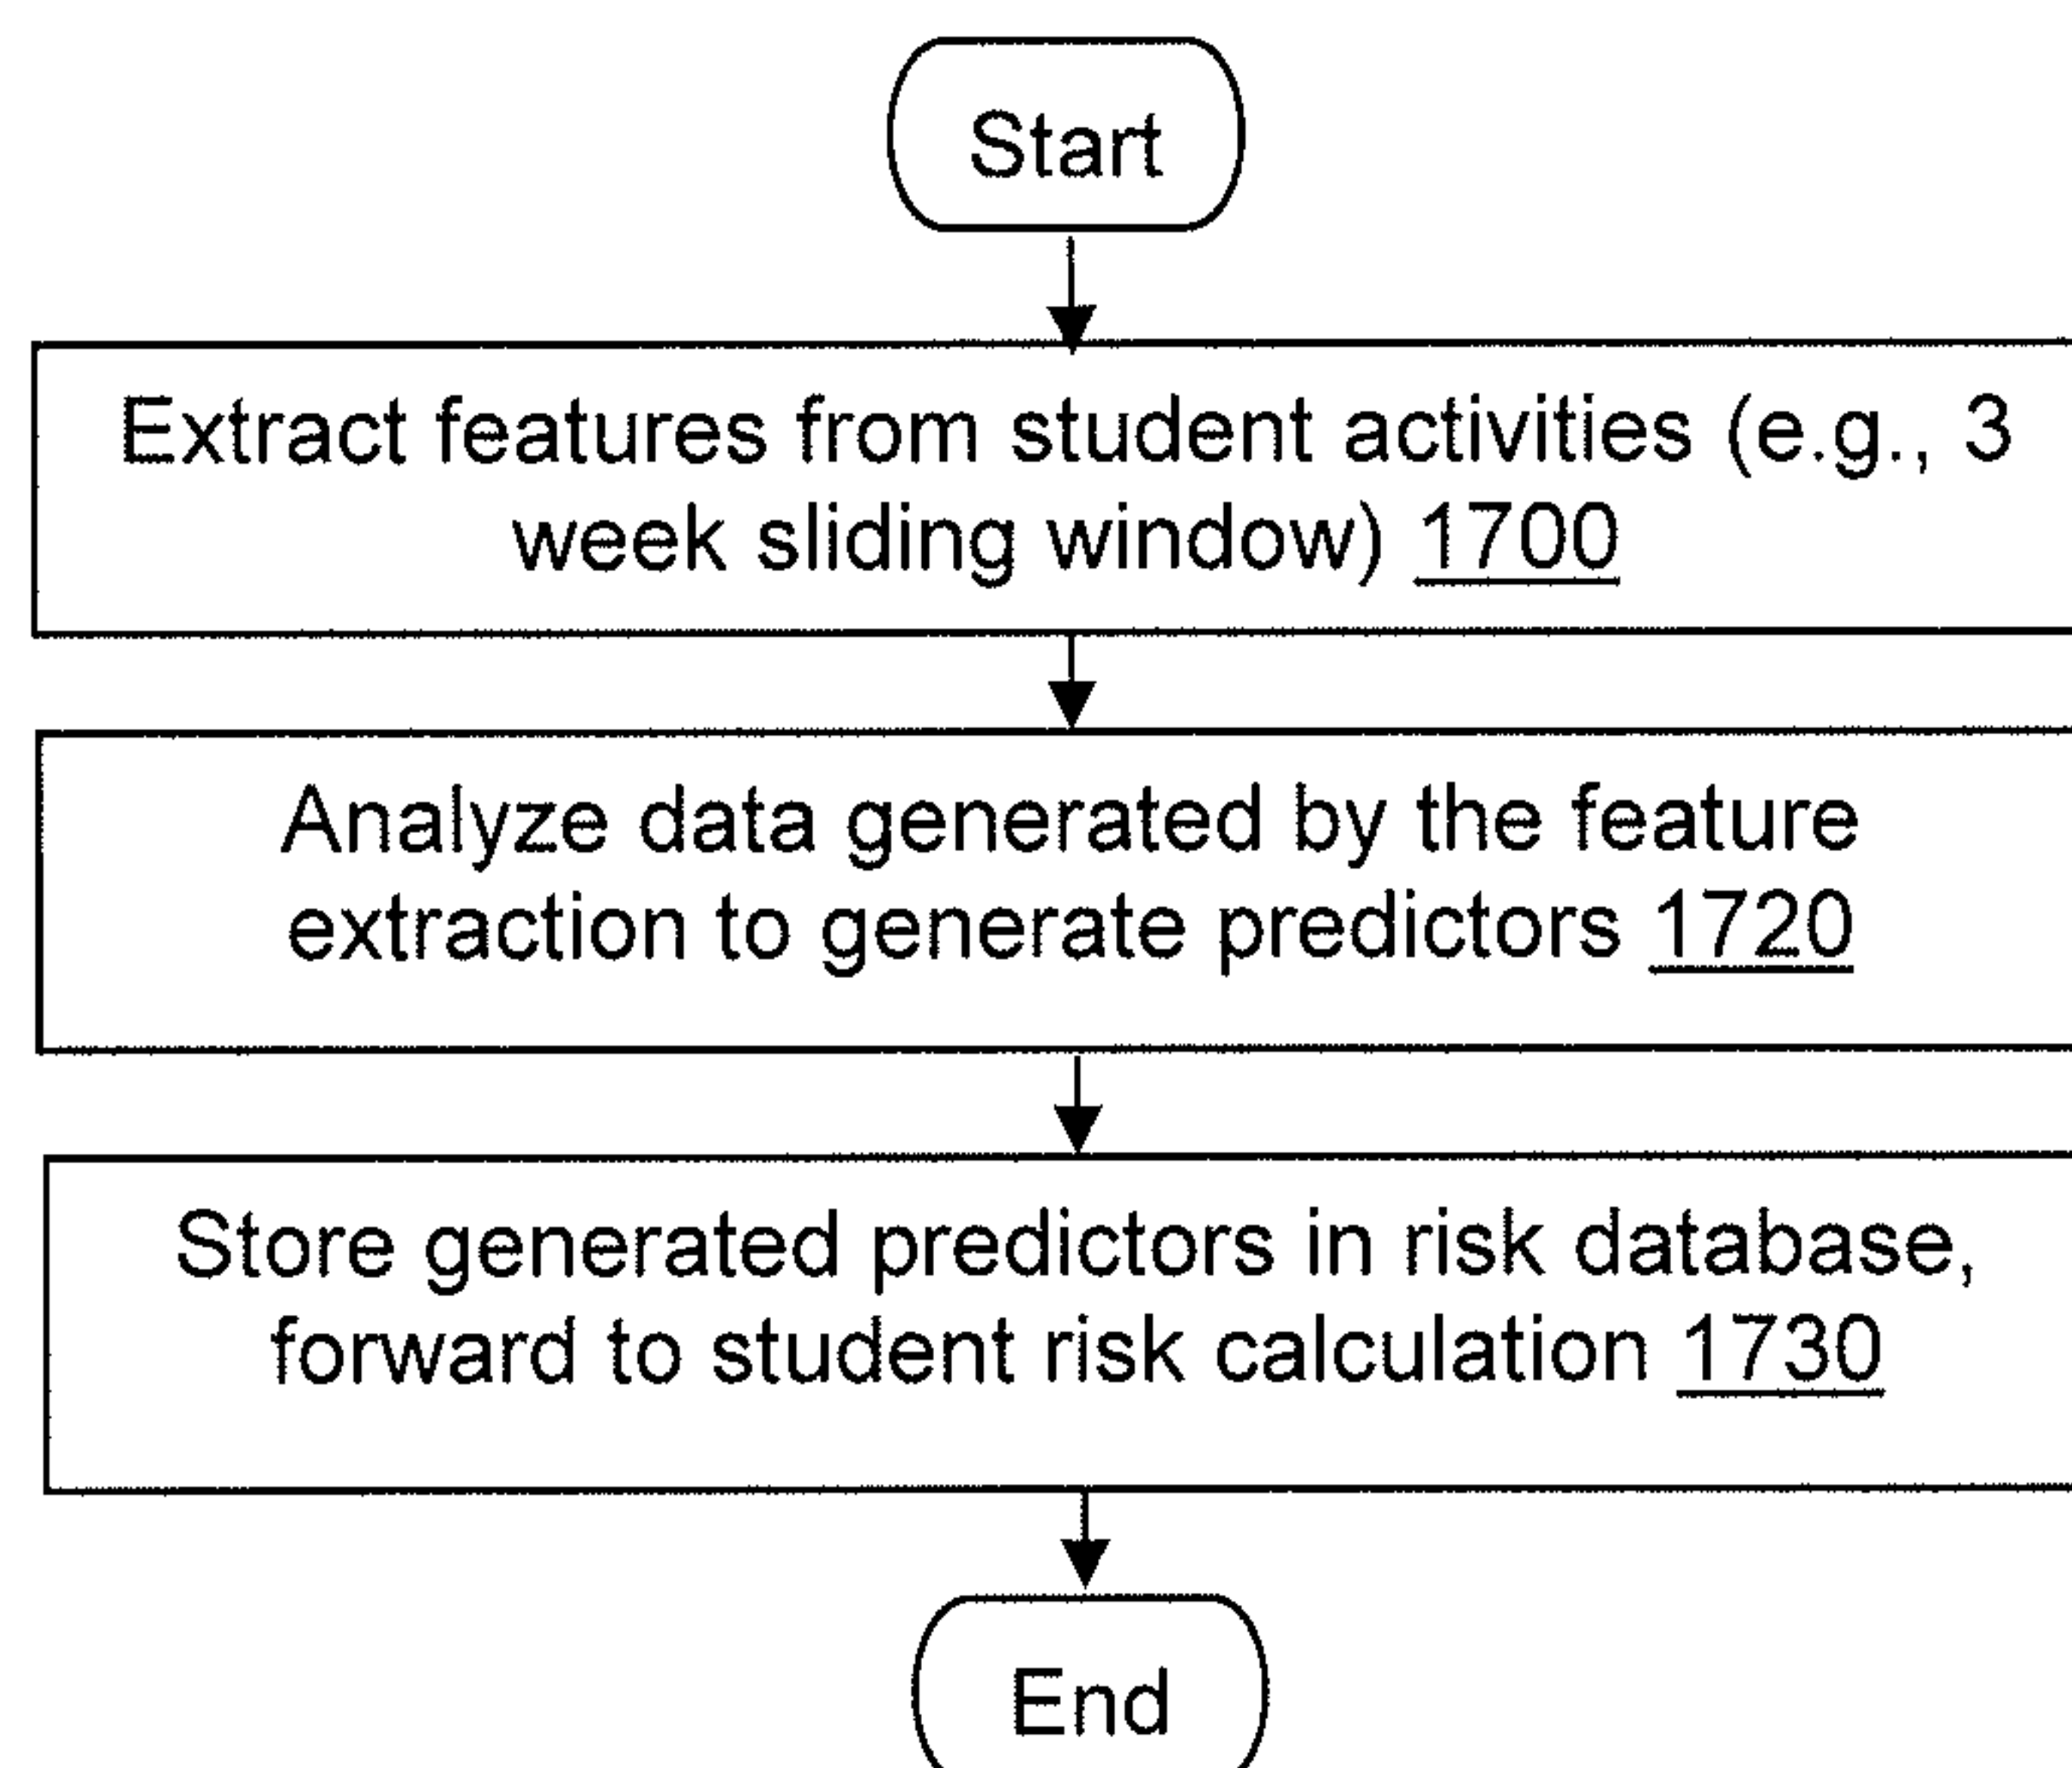 Start
Extract features from student activities (e.g., 3
week sliding window) 1700
Analyze data generated by the feature
extraction to generate predictors 1720
Store generated predictors in risk database,
forward to student risk calculation 1730
End